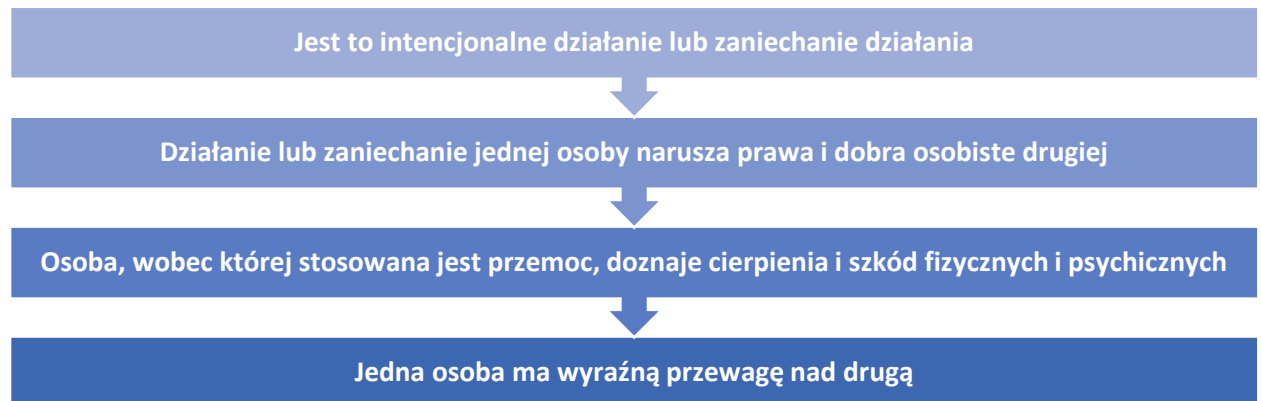 Jest to intencjonalne działanie lub zaniechanie działania
Działanie lub zaniechanie jednej osoby narusza prawa i dobra osobiste drugiej
Osoba, wobec której stosowana jest przemoc, doznaje cierpienia i szkód fizycznych i psychicznych
Jedna osoba ma wyraźną przewagę nad drugą